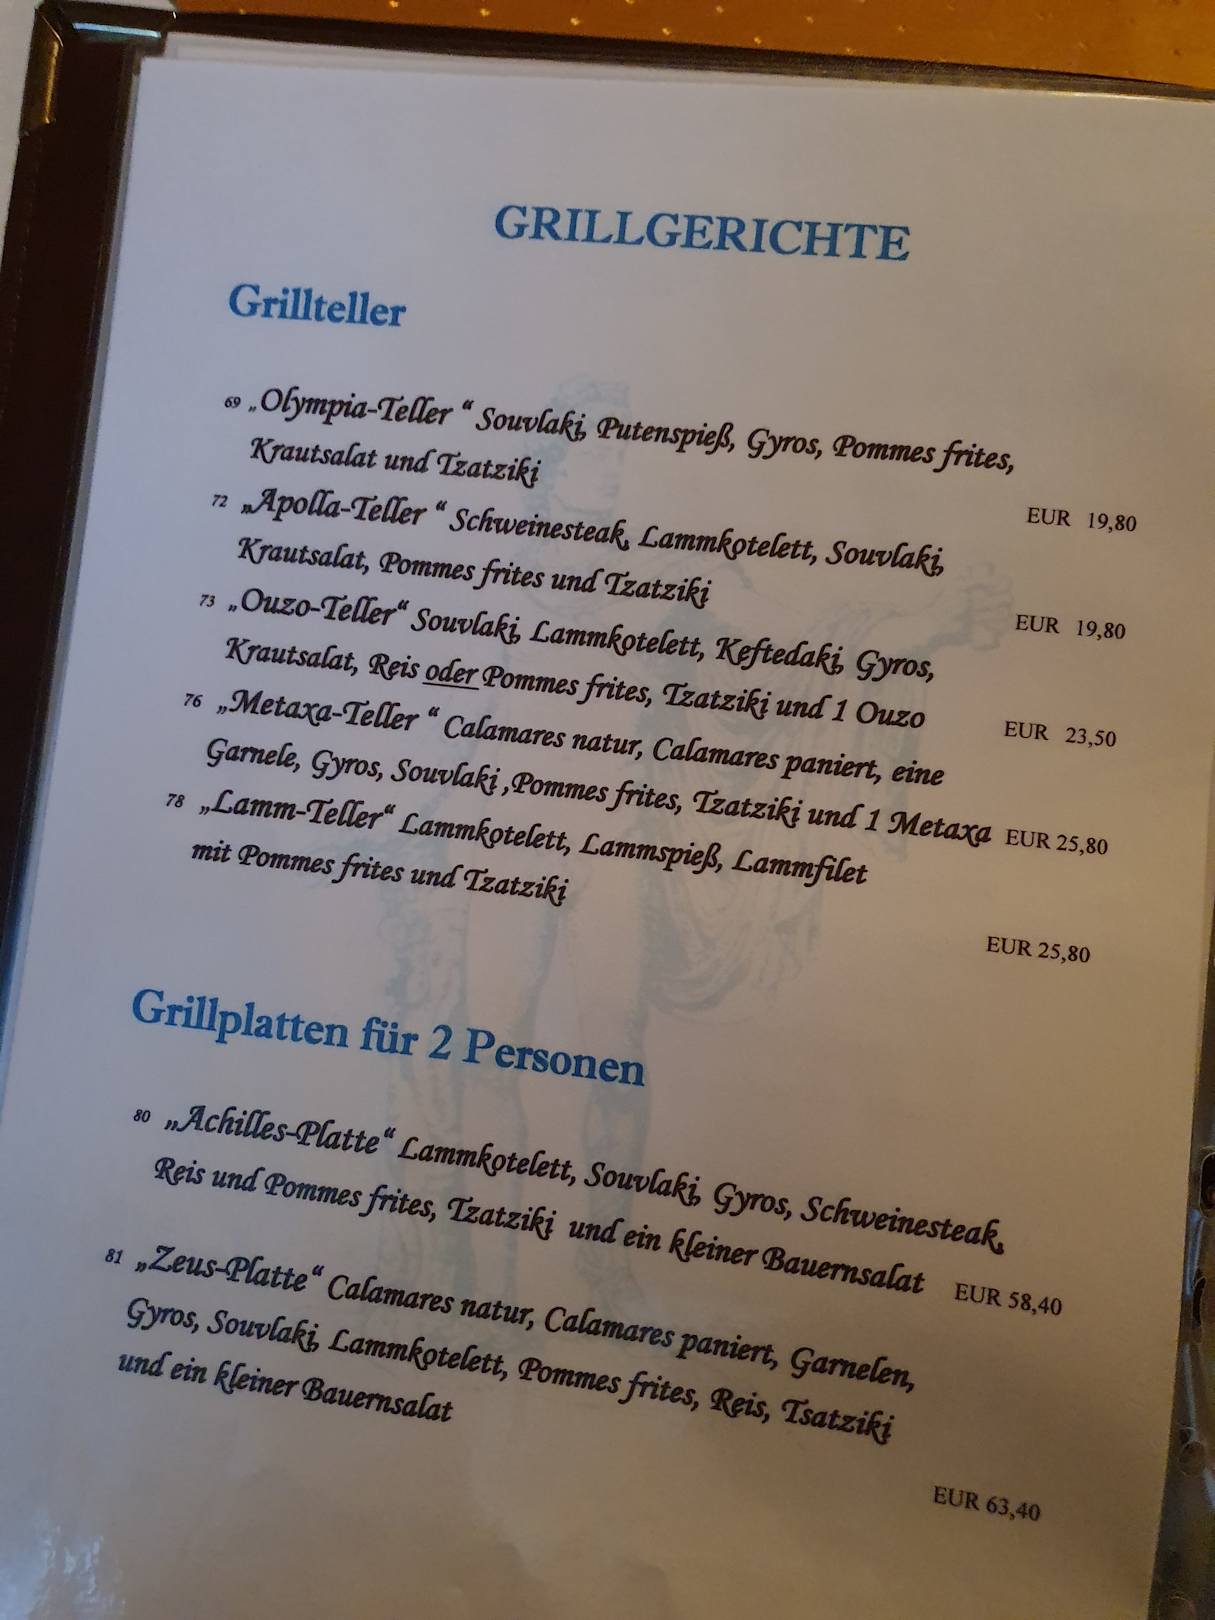 GRILLGERICHTE
Grillteller
69 „Olympia-Teller “ Souvlaki, Putenspieß, Gyros, Pommes frites,
Krautsalat und Tzatziki
EUR 19,80
72 „Apolla-Teller “ Schweinesteak, Lammkotelett, Souvlaki,
Krautsalat, Pommes frites und Tzatziki
EUR 19,80
73 „Ouzo-Teller“ Souvlaki, Lammkotelett, Keftedaki, Gyros,
Krautsalat, Reis oder Pommes frites, Tzatziki und 1 Ouzo EUR 23,50
76 „Metaxa-Teller “ Calamares natur, Calamares paniert, eine
Garnele, Gyros, Souvlaki ,Pommes frites, Tzatziki und 1 Metaxa EUR 25,80
78 „Lamm-Teller“ Lammkotelett, Lammspieß, Lammfilet
mit Pommes frites und Tzatziki
EUR 25,80
Grillplatten für 2 Personen
80 „Achilles-Platte“ Lammkotelett, Souvlaki, Gyros, Schweinesteak,
Reis und Pommes frites, Tzatziki und ein kleiner Bauernsalat EUR 58,40
81 „Zeus-Platte“ Calamares natur, Calamares paniert, Garnelen,
Gyros, Souvlaki, Lammkotelett, Pommes frites, Reis, Tsatziki
und ein kleiner Bauernsalat
EUR 63,40